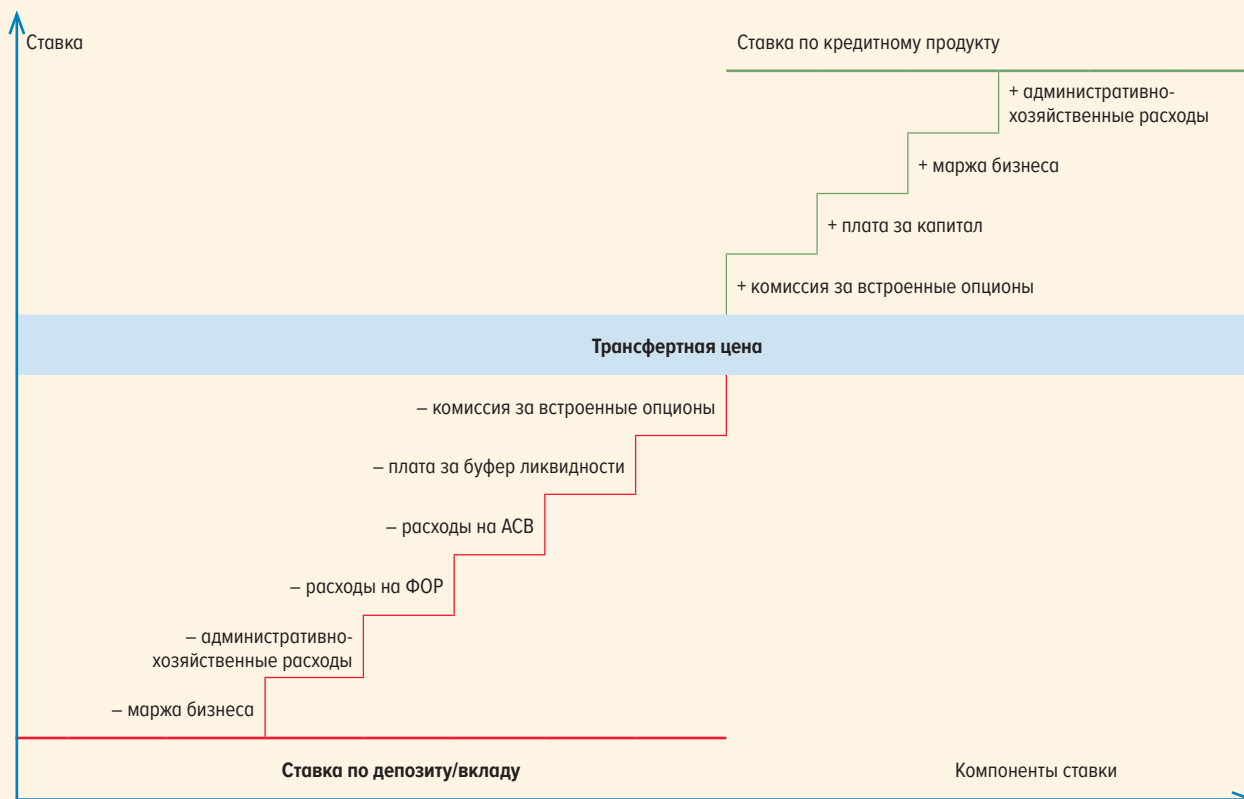 Ставка
Ставка по кредитному продукту
+ административно-
хозяйственные расходы
+ маржа бизнеса
+ плата за капитал
+ комиссия за встроенные опционы
Трансфертная цена
– комиссия за встроенные опционы
– плата за буфер ликвидности
– расходы на АСВ
– расходы на ФОР
– административно-
хозяйственные расходы
– маржа бизнеса
Ставка по депозиту/вкладу
Компоненты ставки